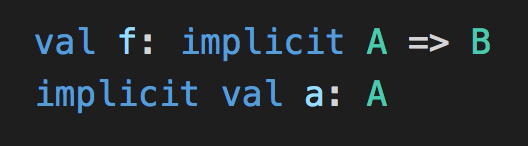 val f: implicit A => B
implicit val a: A